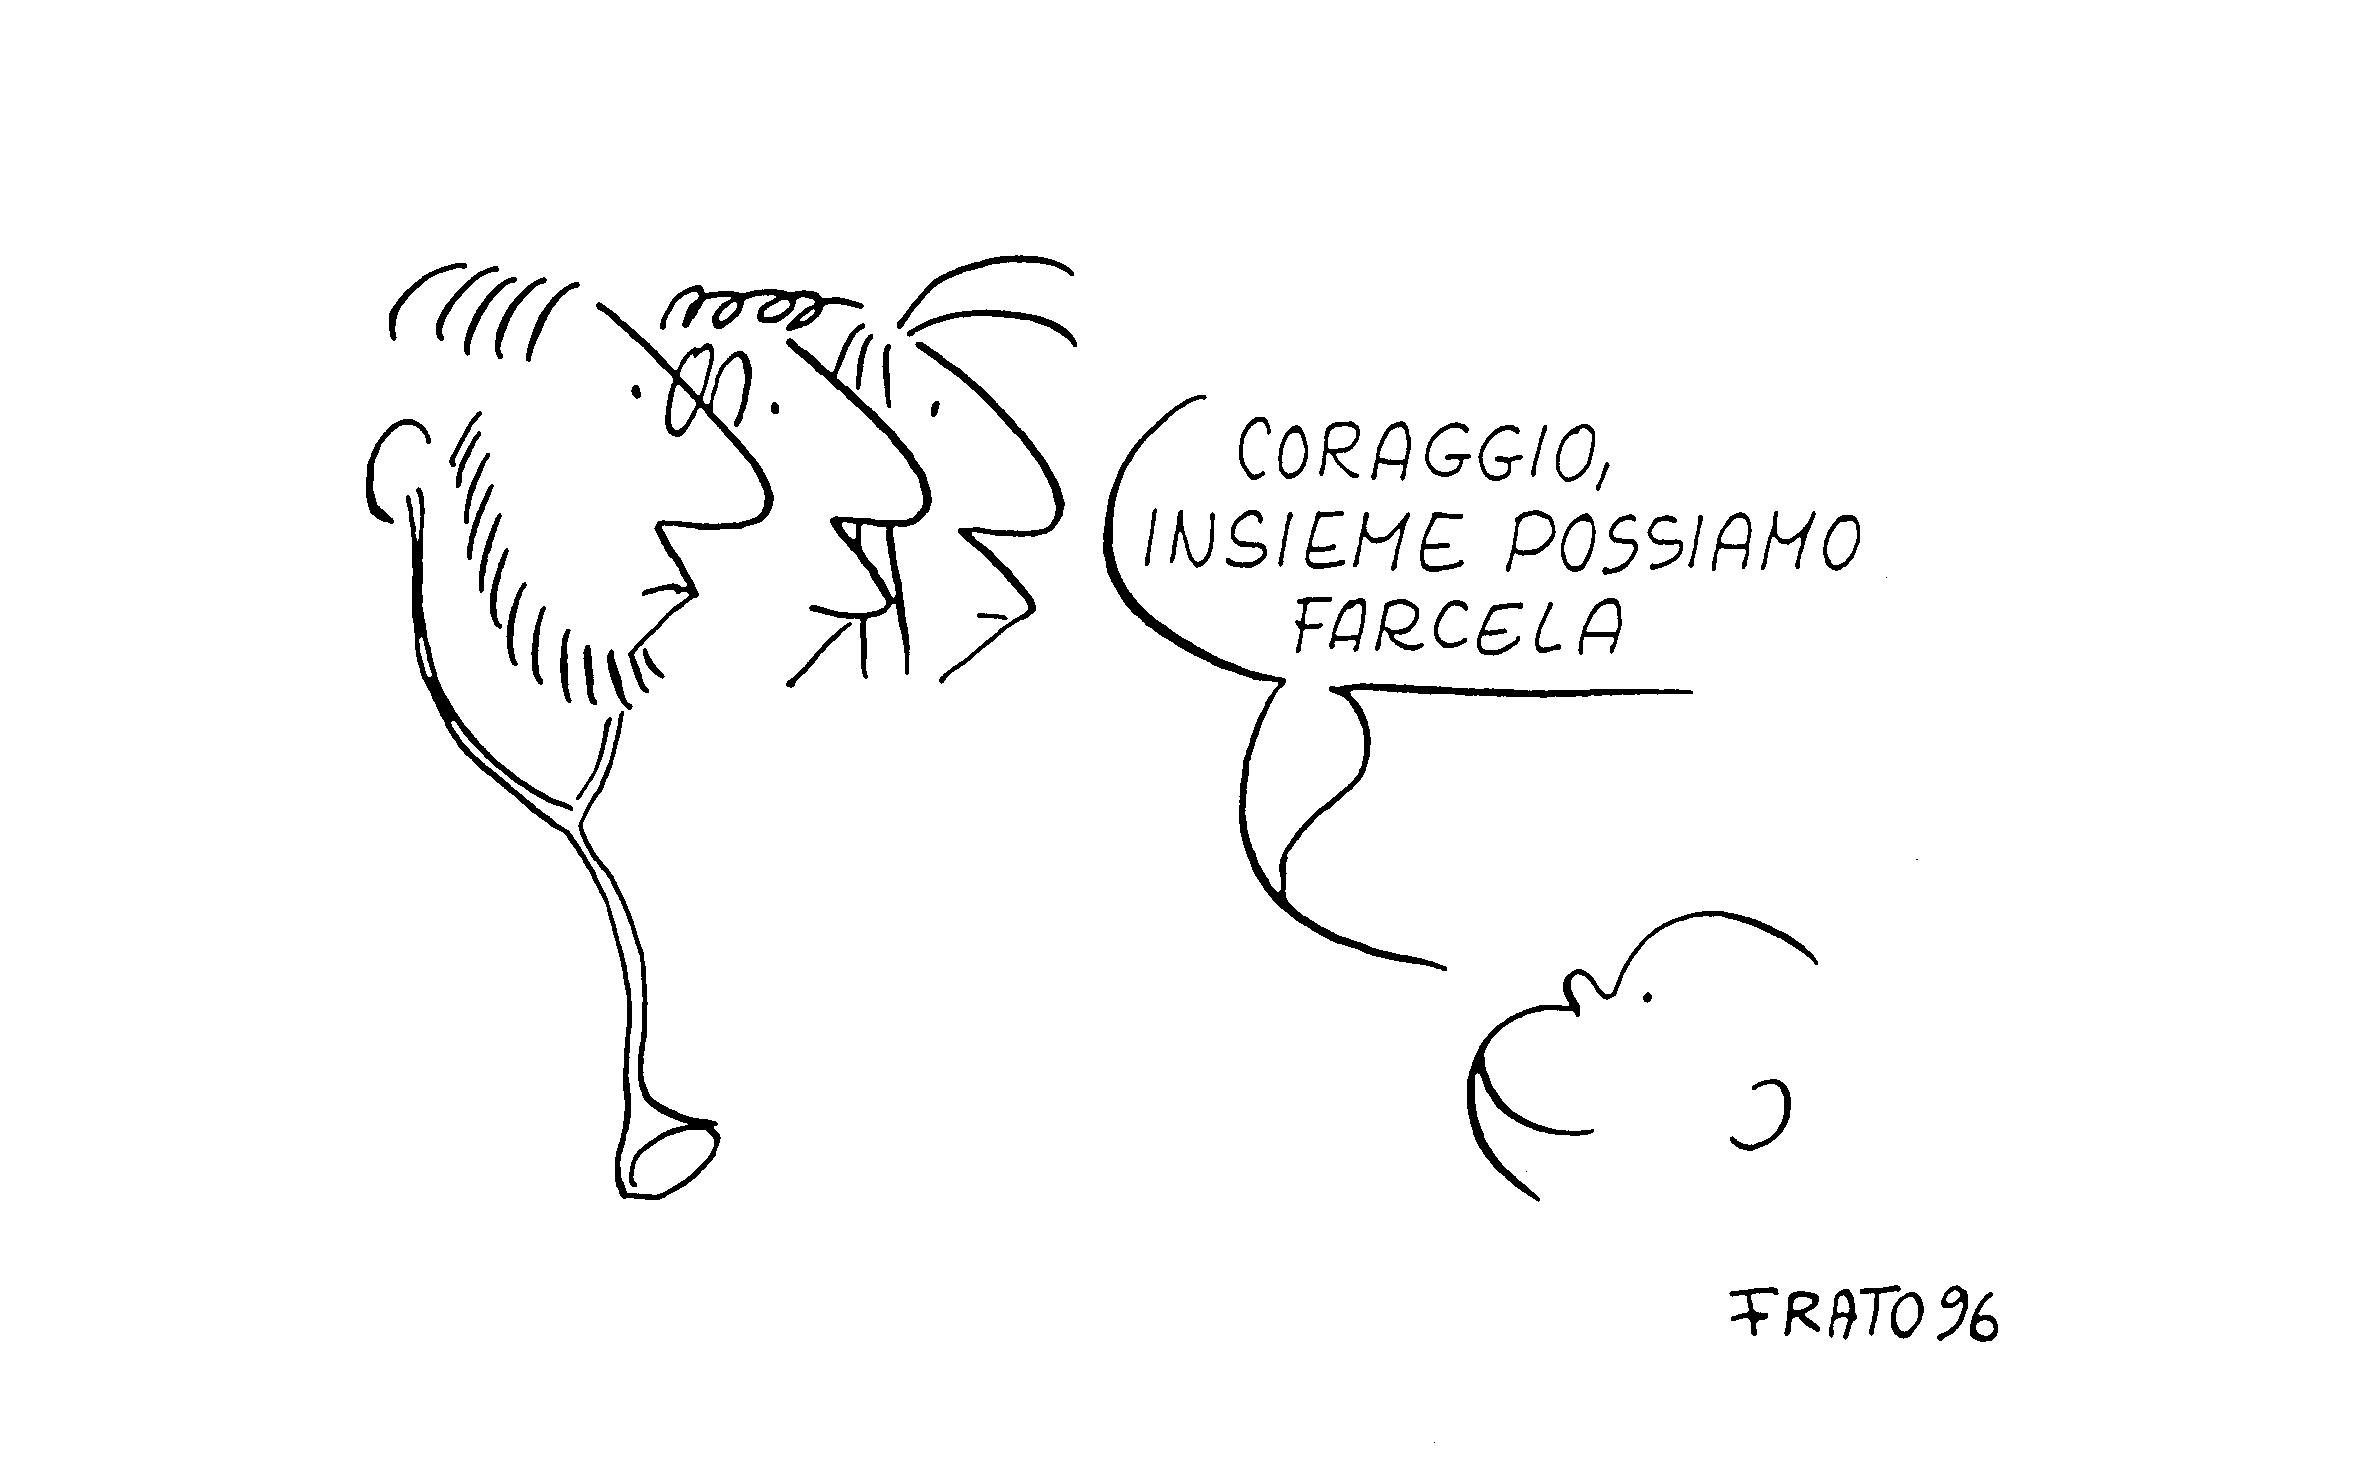 CORAGGIO,
INSIEME POSSIAMO
FARCELA
FRATO 96